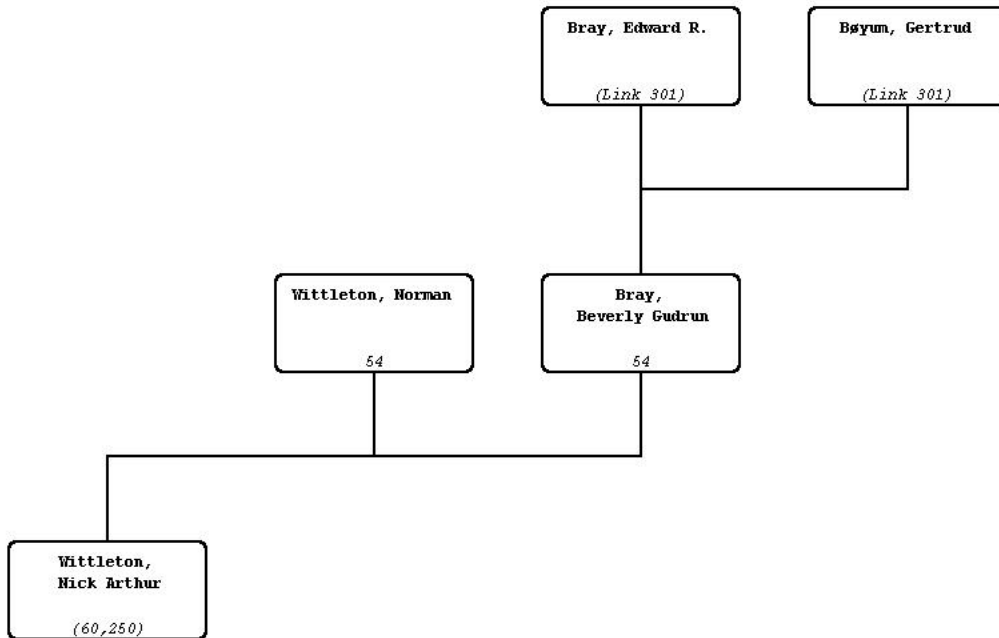 Bray, Edward R.
(Link 301)
Bøyum, Gertrud
(Link 301)
Wittleton, Norman
54
Bray,
Beverly Gudrun
54
Wittleton,
Nick Arthur
(60,250)